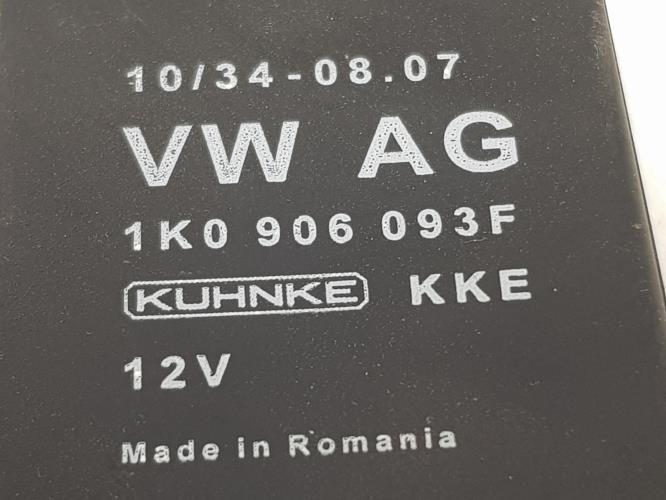 10/34-08.07
VW AG
1K0 906 093F
KUHNKE KKE
12V
Made in Romania